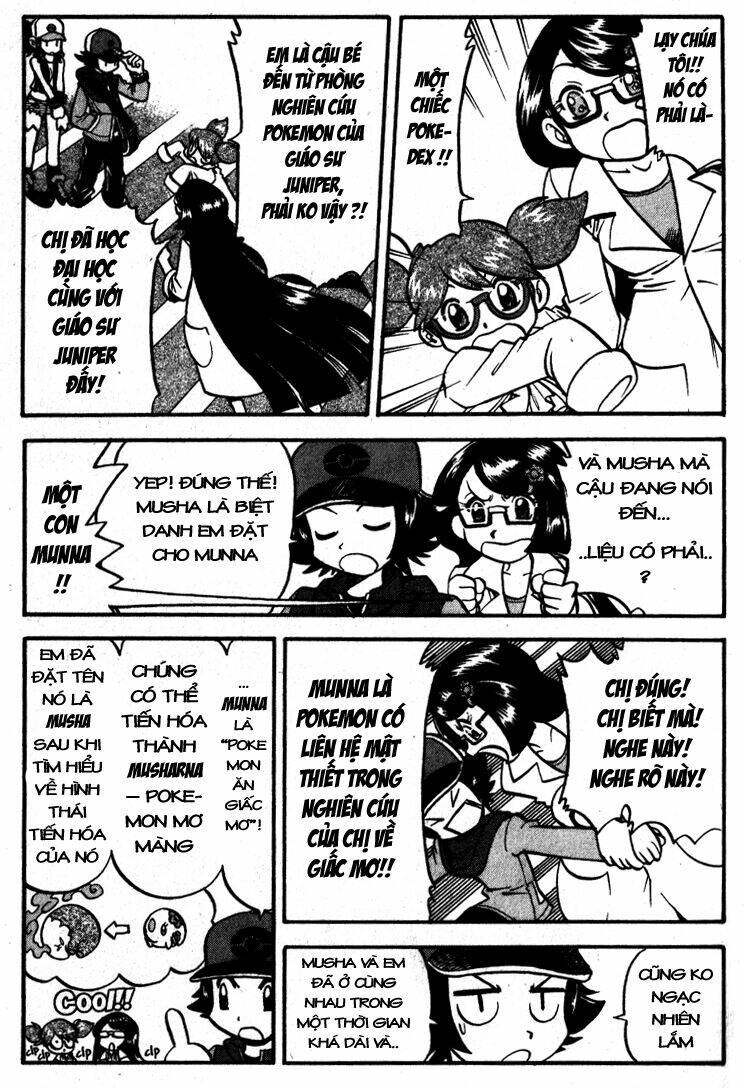 LẠY CHÚA
TÔI!!
NÓ CÓ
PHẢI LÀ-
MỘT
CHIẾC
POKE-
DEX !!
EM LÀ CẬU BÉ
ĐẾN TỪ PHÒNG
NGHIÊN CỨU
POKEMON CỦA
GIÁO SƯ
JUNIPER,
PHẢI KO VẬY ?!
CHỊ ĐÃ HỌC
ĐẠI HỌC
CÙNG VỚI
GIÁO SƯ
JUNIPER
ĐẤY!
VÀ MUSHA MÀ
CẬU ĐANG NÓI
ĐẾN...
..LIỆU CÓ PHẢI..
?
YEP! ĐÚNG THẾ!
MUSHA LÀ BIỆT
DANH EM ĐẶT
CHO MUNNA
MỘT
CON
MUNNA
!!
CHỊ ĐÚNG!
CHỊ BIẾT MÀ!
NGHE NÀY!
NGHE RÕ NÀY!
MUNNA LÀ
POKEMON CÓ
LIÊN HỆ MẬT
THIẾT TRONG
NGHIÊN CỨU
CỦA CHỊ VỀ
GIẤC MƠ!!
CŨNG KO
NGẠC
NHIÊN
LẮM
MUSHA VÀ EM
ĐÃ Ở CÙNG
NHAU TRONG
MỘT THỜI GIAN
KHÁ DÀI VÀ..
...
MUNNA
LÀ
"POKE
MON
ĂN
GIẤC
MƠ"!
CHÚNG
CÓ THỂ
TIẾN HÓA
THÀNH
MUSHARNA
– POKE-
MON MƠ
MÀNG
EM ĐÃ
ĐẶT TÊN
NÓ LÀ
MUSHA
SAU KHI
TÌM HIỂU
VỀ HÌNH
THÁI
TIẾN HÓA
CỦA NÓ
COOL!!
CLP
CLP
CLP
CLP